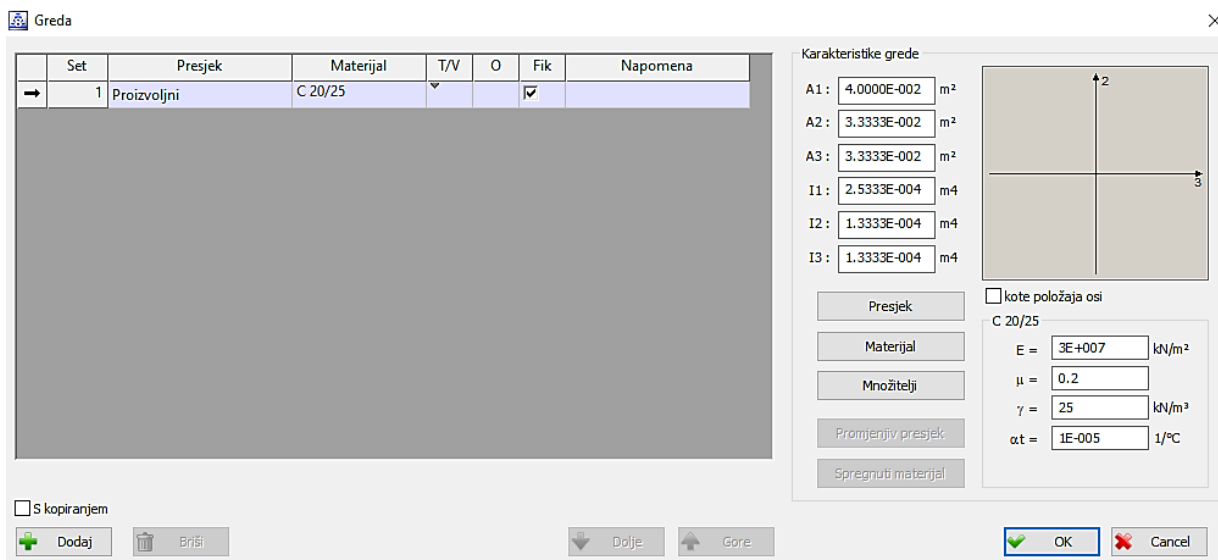 Greda
Set Presjek Materijal T/V O Fik Napomena
1 Proizvoljni C 20/25
Karakteristike grede
A1 : 4.0000E-002 m²
A2 : 3.3333E-002 m²
A3 : 3.3333E-002 m²
I1 : 2.5333E-004 m4
I2 : 1.3333E-004 m4
I3 : 1.3333E-004 m4
2
3
Presjek
Materijal
Množitelji
Promjenjiv presjek
Spregnuti materijal
kote položaja osi
C 20/25
E = 3E+007 kN/m²
μ = 0.2
γ = 25 kN/m³
αt = 1E-005 1/°C
S kopiranjem
Dodaj Briši Dolje Gore OK Cancel